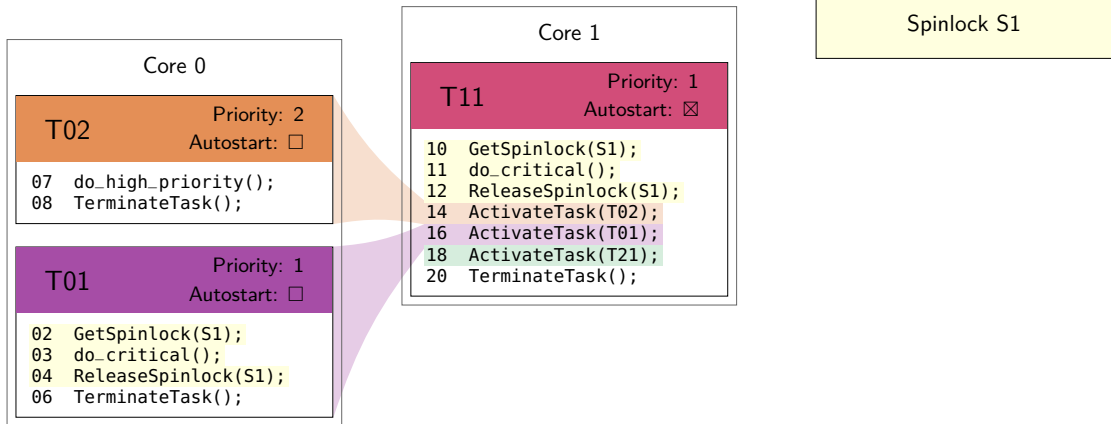 Core 0
T02
Priority: 2
Autostart: ☐
07 do_high_priority();
08 TerminateTask();
T01
Priority: 1
Autostart: ☐
02 GetSpinlock(S1);
03 do_critical();
04 ReleaseSpinlock(S1);
06 TerminateTask();
Core 1
T11
Priority: 1
Autostart: ☒
10 GetSpinlock(S1);
11 do_critical();
12 ReleaseSpinlock(S1);
14 ActivateTask(T02);
16 ActivateTask(T01);
18 ActivateTask(T21);
20 TerminateTask();
Spinlock S1